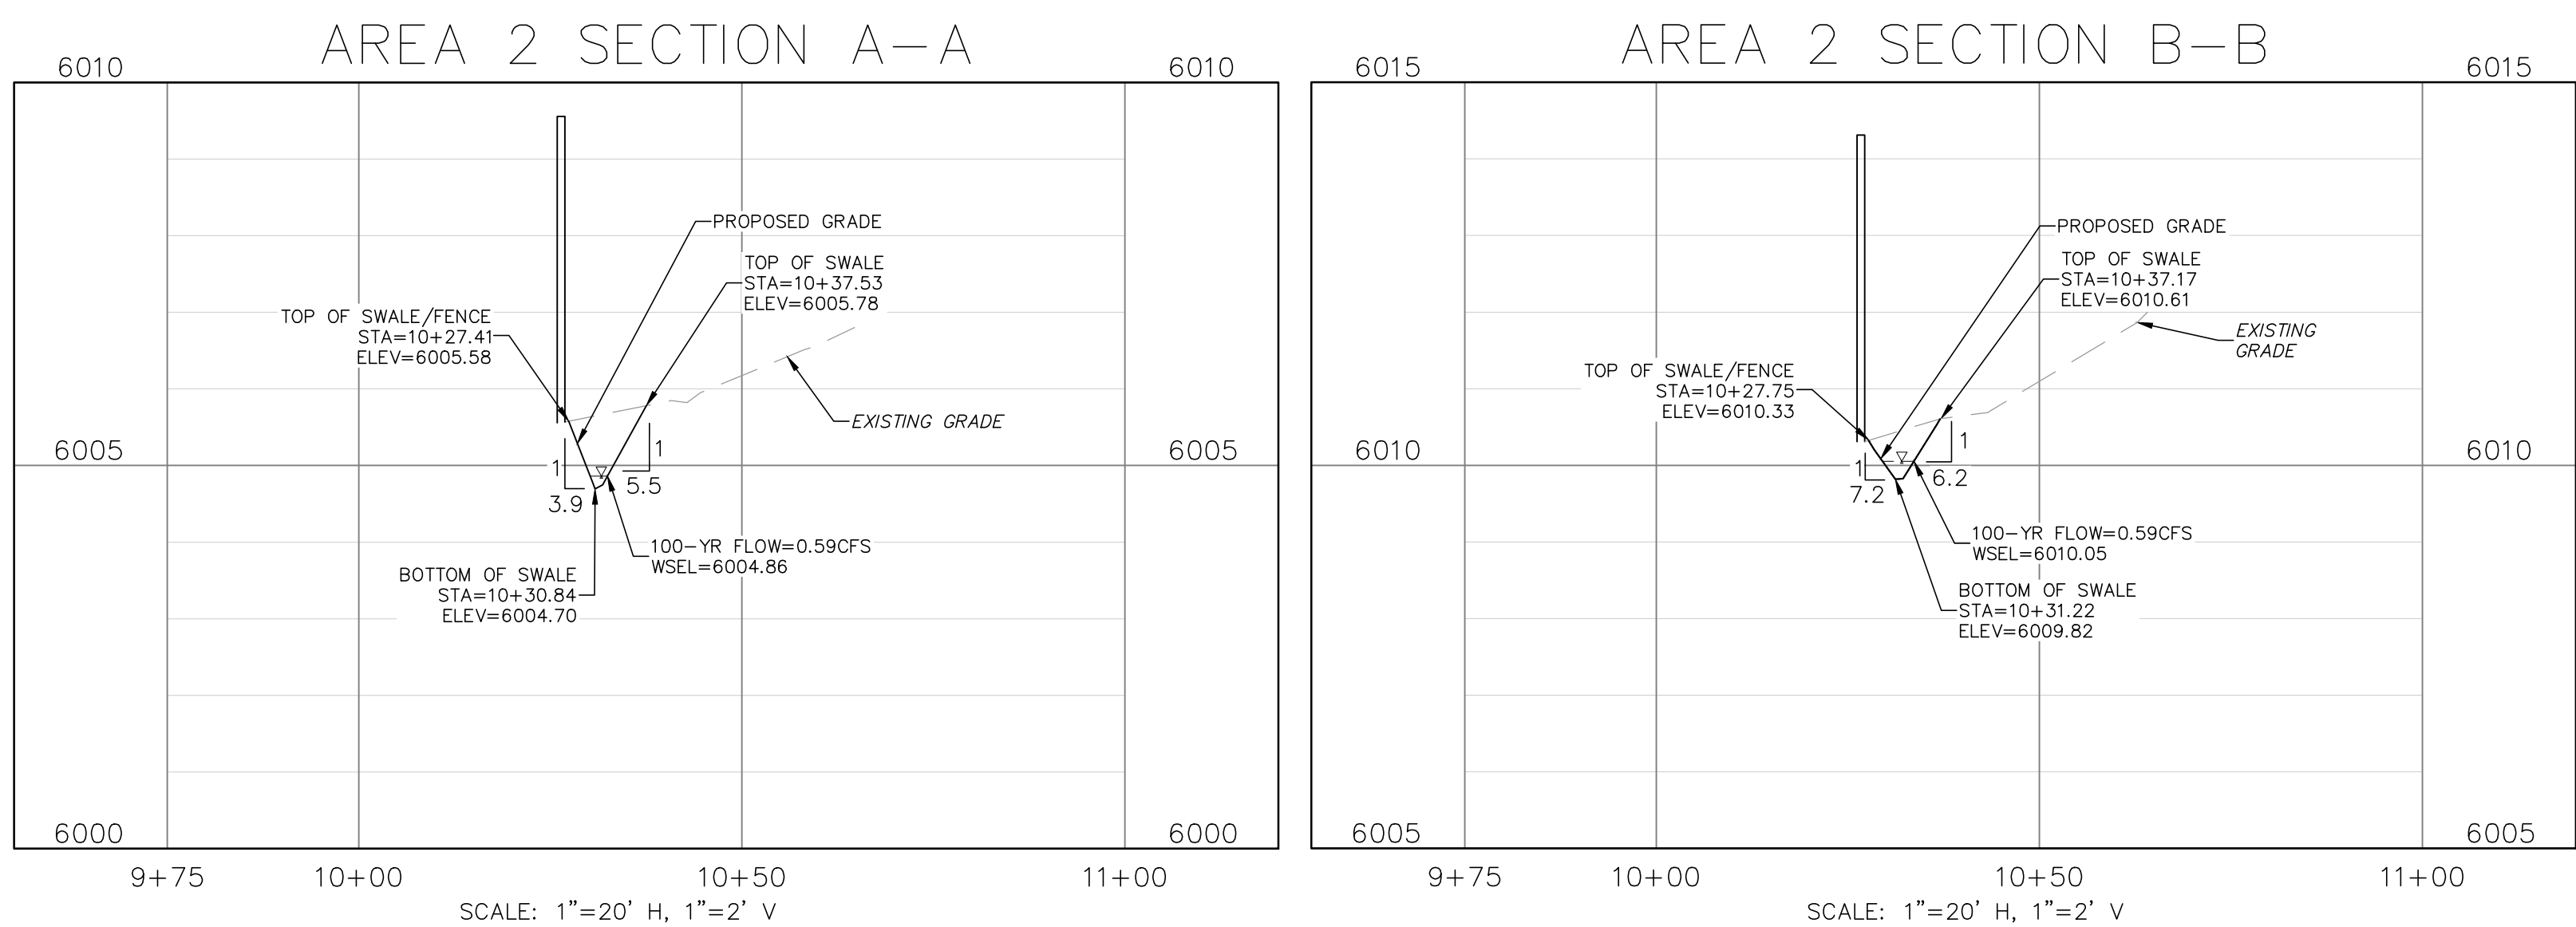 AREA 2 SECTION A–A
6010
6010
PROPOSED GRADE
TOP OF SWALE
STA=10+37.53
ELEV=6005.78
TOP OF SWALE/FENCE
STA=10+27.41
ELEV=6005.58
EXISTING GRADE
6005
6005
1
1
5.5
3.9
100–YR FLOW=0.59CFS
WSEL=6004.86
BOTTOM OF SWALE
STA=10+30.84
ELEV=6004.70
6000
6000
9+75
10+00
10+50
11+00
SCALE: 1”=20’ H, 1”=2’ V
AREA 2 SECTION B–B
6015
6015
PROPOSED GRADE
TOP OF SWALE
STA=10+37.17
ELEV=6010.61
EXISTING
GRADE
TOP OF SWALE/FENCE
STA=10+27.75
ELEV=6010.33
6010
6010
1
1
6.2
7.2
100–YR FLOW=0.59CFS
WSEL=6010.05
BOTTOM OF SWALE
STA=10+31.22
ELEV=6009.82
6005
6005
9+75
10+00
10+50
11+00
SCALE: 1”=20’ H, 1”=2’ V